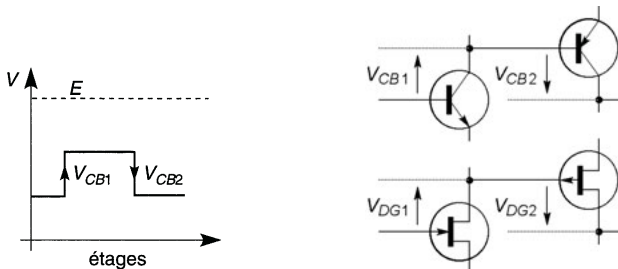 V
E
V_CB1
V_CB2
étages
V_CB1
V_CB2
V_DG1
V_DG2